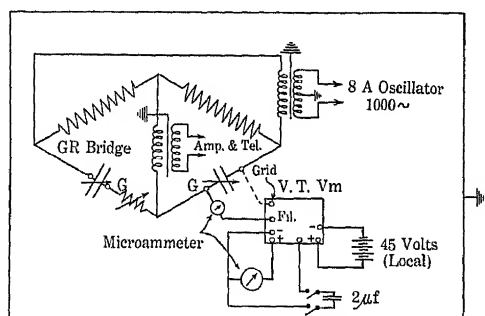 8 A Oscillator
1000~
GR Bridge
Amp. & Tel.
G
G
Grid
V. T. Vm
Fil.
-
-
+
+
+
Microammeter
45 Volts
(Local)
2μf